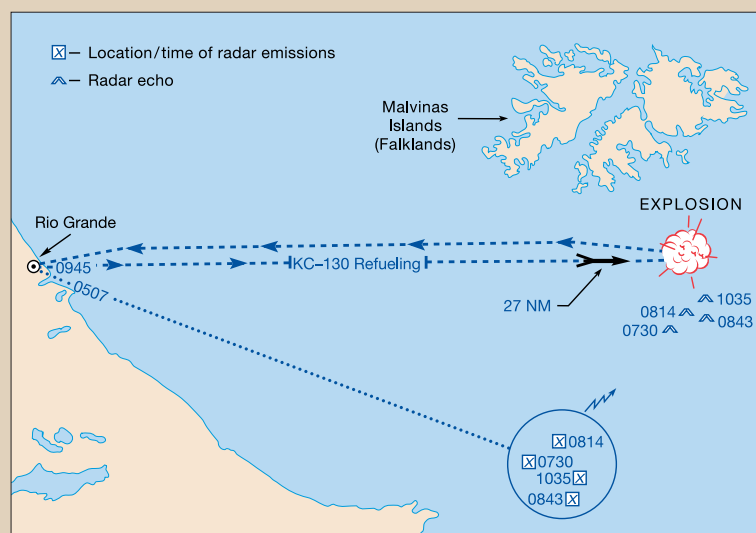 X – Location/time of radar emissions
– Radar echo
Malvinas
Islands
(Falklands)
EXPLOSION
Rio Grande
0945
KC–130 Refueling
0507
27 NM
1035
0814
0843
0730
X 0814
X 0730
1035 X
0843 X